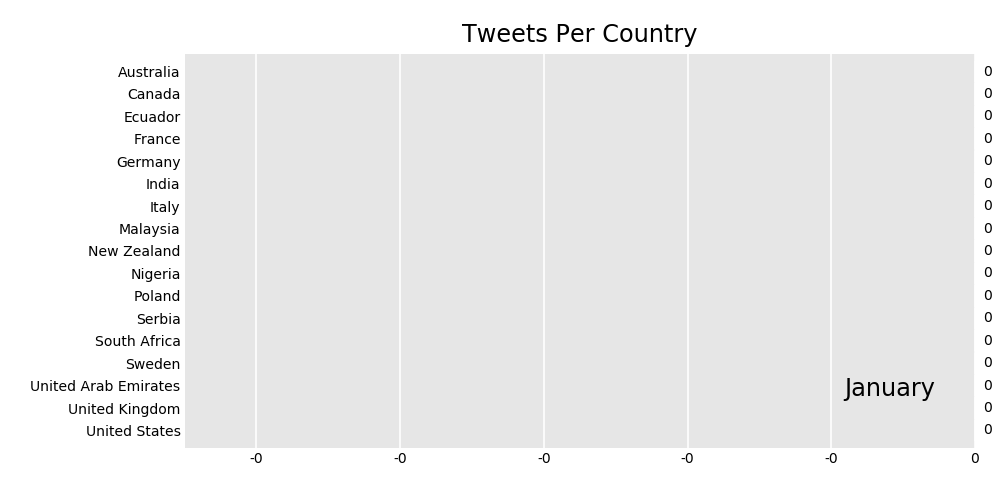 Tweets Per Country
Australia 0
Canada 0
Ecuador 0
France 0
Germany 0
India 0
Italy 0
Malaysia 0
New Zealand 0
Nigeria 0
Poland 0
Serbia 0
South Africa 0
Sweden 0
United Arab Emirates January 0
United Kingdom 0
United States 0
-0 -0 -0 -0 -0 0